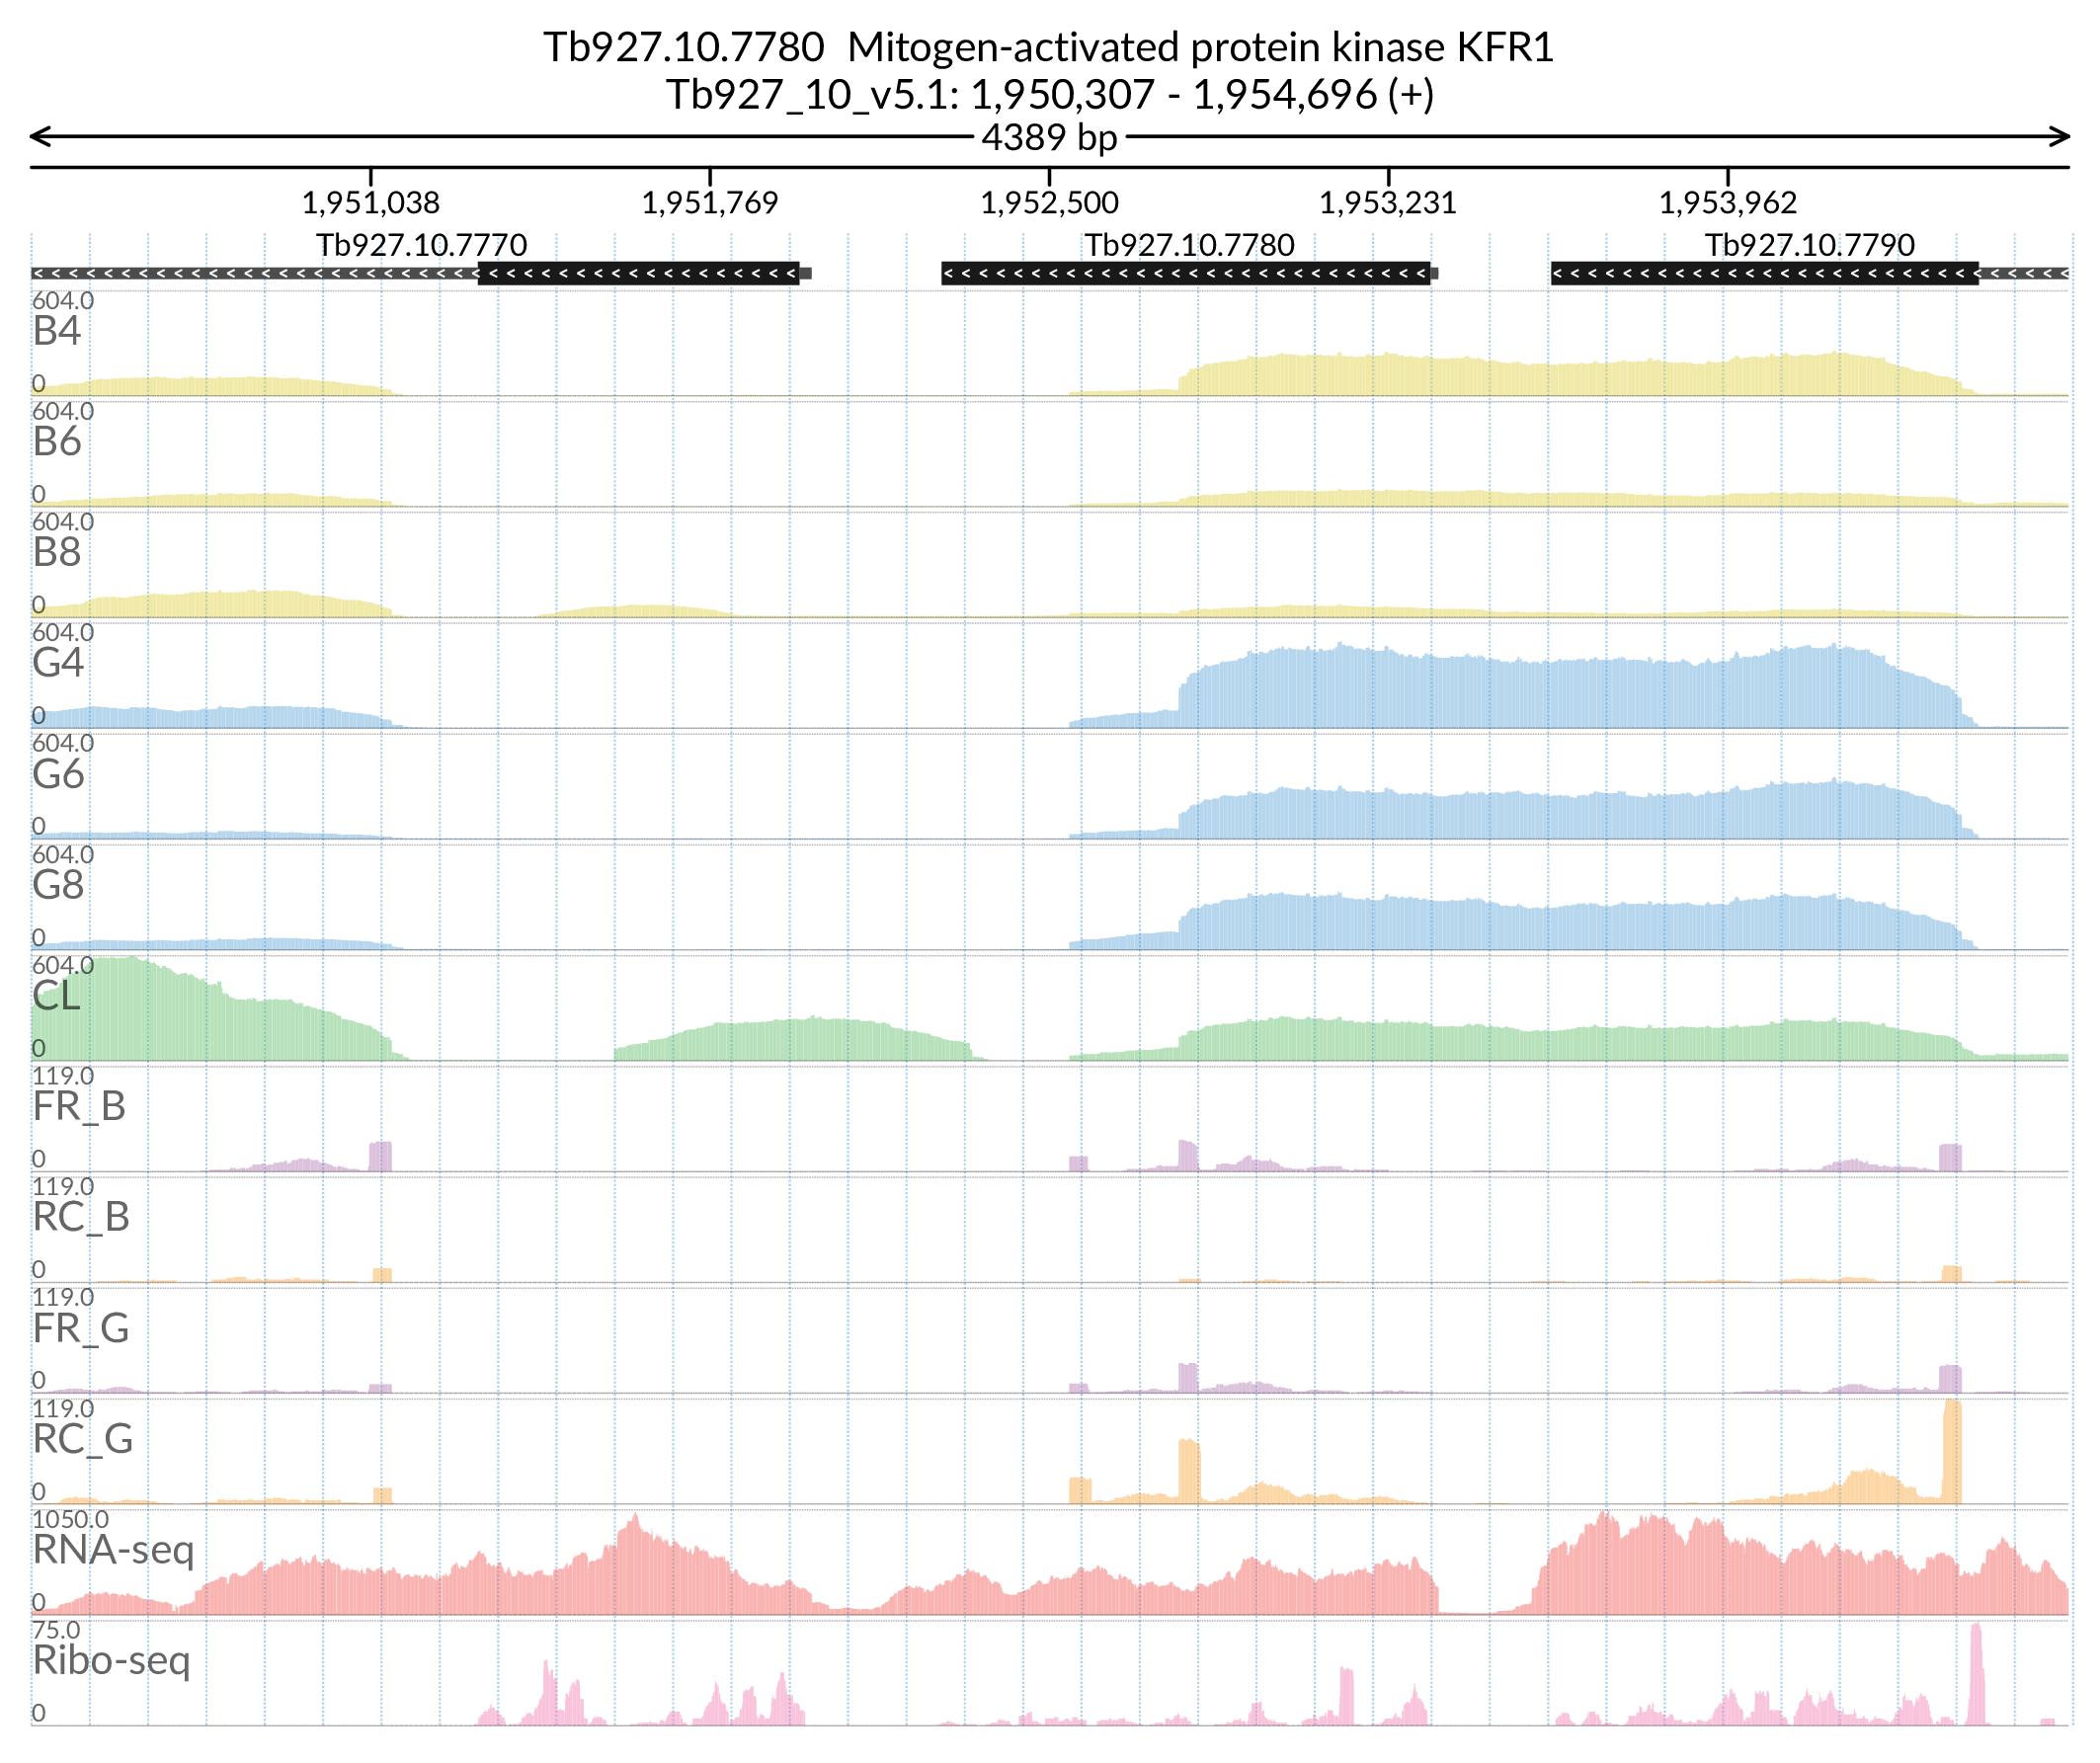 Tb927.10.7780  Mitogen-activated protein kinase KFR1
Tb927_10_v5.1: 1,950,307 - 1,954,696 (+)
4389 bp
1,951,038 1,951,769 1,952,500 1,953,231 1,953,962
Tb927.10.7770 Tb927.10.7780 Tb927.10.7790
604.0
B4
0
604.0
B6
0
604.0
B8
0
604.0
G4
0
604.0
G6
0
604.0
G8
0
604.0
CL
0
119.0
FR_B
0
119.0
RC_B
0
119.0
FR_G
0
119.0
RC_G
0
1050.0
RNA-seq
0
75.0
Ribo-seq
0